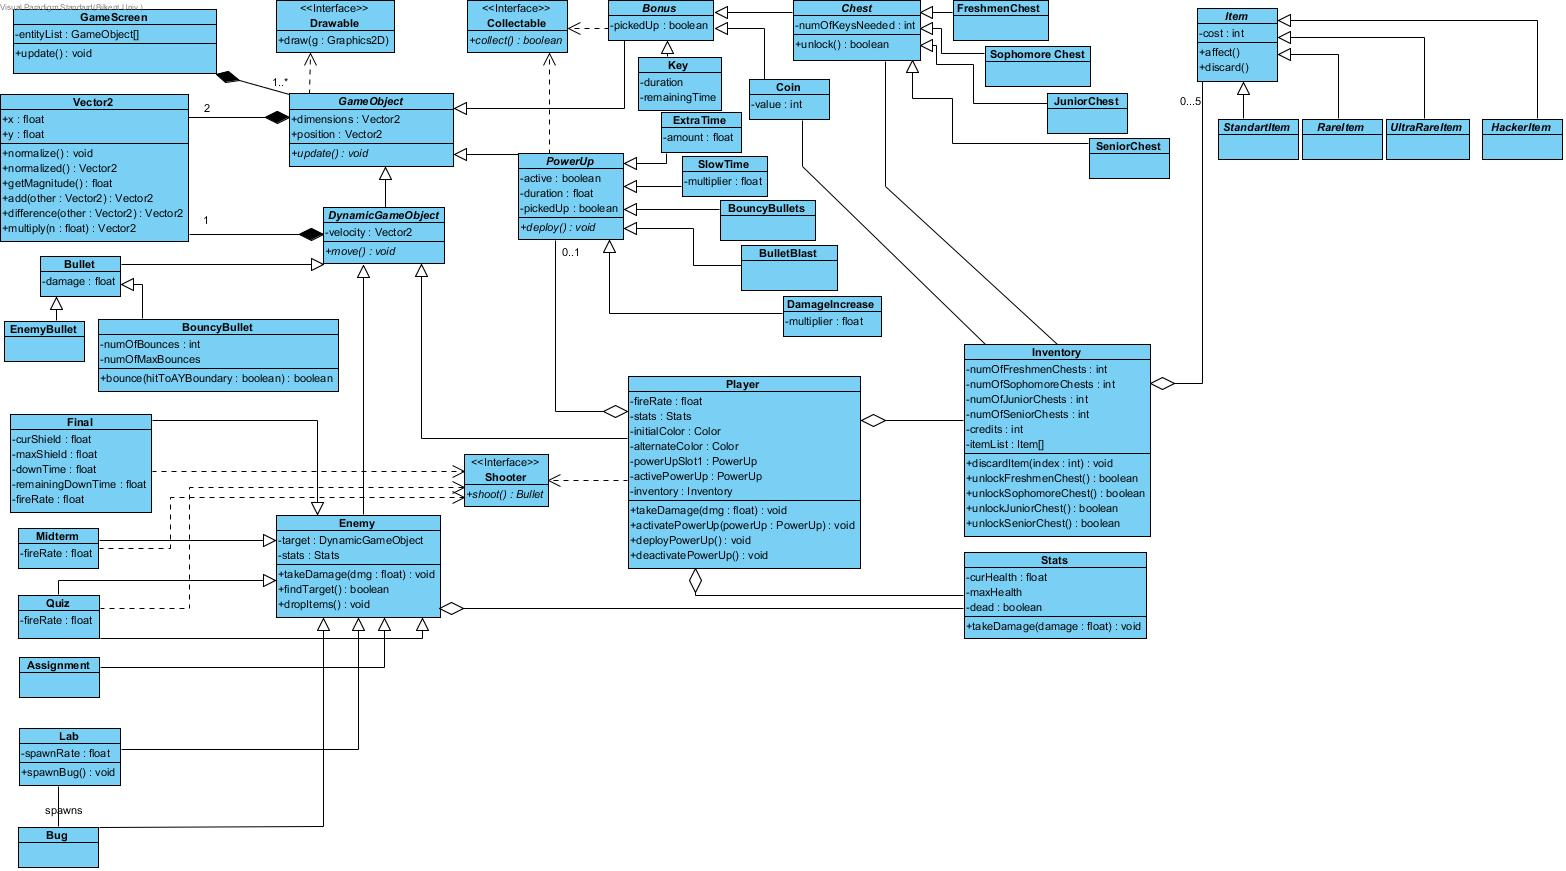 Visual Paradigm Standard(Bilkent Univ.)
GameScreen
-entityList : GameObject[]
+update() : void
<<Interface>>
Drawable
+draw(g : Graphics2D)
<<Interface>>
Collectable
+collect() : boolean
Bonus
-pickedUp : boolean
Chest
-numOfKeysNeeded : int
+unlock() : boolean
FreshmenChest
Sophomore Chest
JuniorChest
SeniorChest
Item
-cost : int
+affect()
+discard()
0...5
StandartItem
RareItem
UltraRareItem
HackerItem
Key
-duration
-remainingTime
Coin
-value : int
1..*
Vector2
+x : float
+y : float
+normalize() : void
+normalized() : Vector2
+getMagnitude() : float
+add(other : Vector2) : Vector2
+difference(other : Vector2) : Vector2
+multiply(n : float) : Vector2
2
1
GameObject
+dimensions : Vector2
+position : Vector2
+update() : void
ExtraTime
-amount : float
PowerUp
-active : boolean
-duration : float
-pickedUp : boolean
+deploy() : void
0..1
SlowTime
-multiplier : float
BouncyBullets
BulletBlast
DamageIncrease
-multiplier : float
DynamicGameObject
-velocity : Vector2
+move() : void
Bullet
-damage : float
EnemyBullet
BouncyBullet
-numOfBounces : int
-numOfMaxBounces
+bounce(hitToAYBoundary : boolean) : boolean
Inventory
-numOfFreshmenChests : int
-numOfSophomoreChests : int
-numOfJuniorChests : int
-numOfSeniorChests : int
-credits : int
-itemList : Item[]
+discardItem(index : int) : void
+unlockFreshmenChest() : boolean
+unlockSophomoreChest() : boolean
+unlockJuniorChest() : boolean
+unlockSeniorChest() : boolean
Player
-fireRate : float
-stats : Stats
-initialColor : Color
-alternateColor : Color
-powerUpSlot1 : PowerUp
-activePowerUp : PowerUp
-inventory : Inventory
+takeDamage(dmg : float) : void
+activatePowerUp(powerUp : PowerUp) : void
+deployPowerUp() : void
+deactivatePowerUp() : void
Final
-curShield : float
-maxShield : float
-downTime : float
-remainingDownTime : float
-fireRate : float
<<Interface>>
Shooter
+shoot() : Bullet
Midterm
-fireRate : float
Enemy
-target : DynamicGameObject
-stats : Stats
+takeDamage(dmg : float) : void
+findTarget() : boolean
+dropItems() : void
Stats
-curHealth : float
-maxHealth
-dead : boolean
+takeDamage(damage : float) : void
Quiz
-fireRate : float
Assignment
Lab
-spawnRate : float
+spawnBug() : void
spawns
Bug